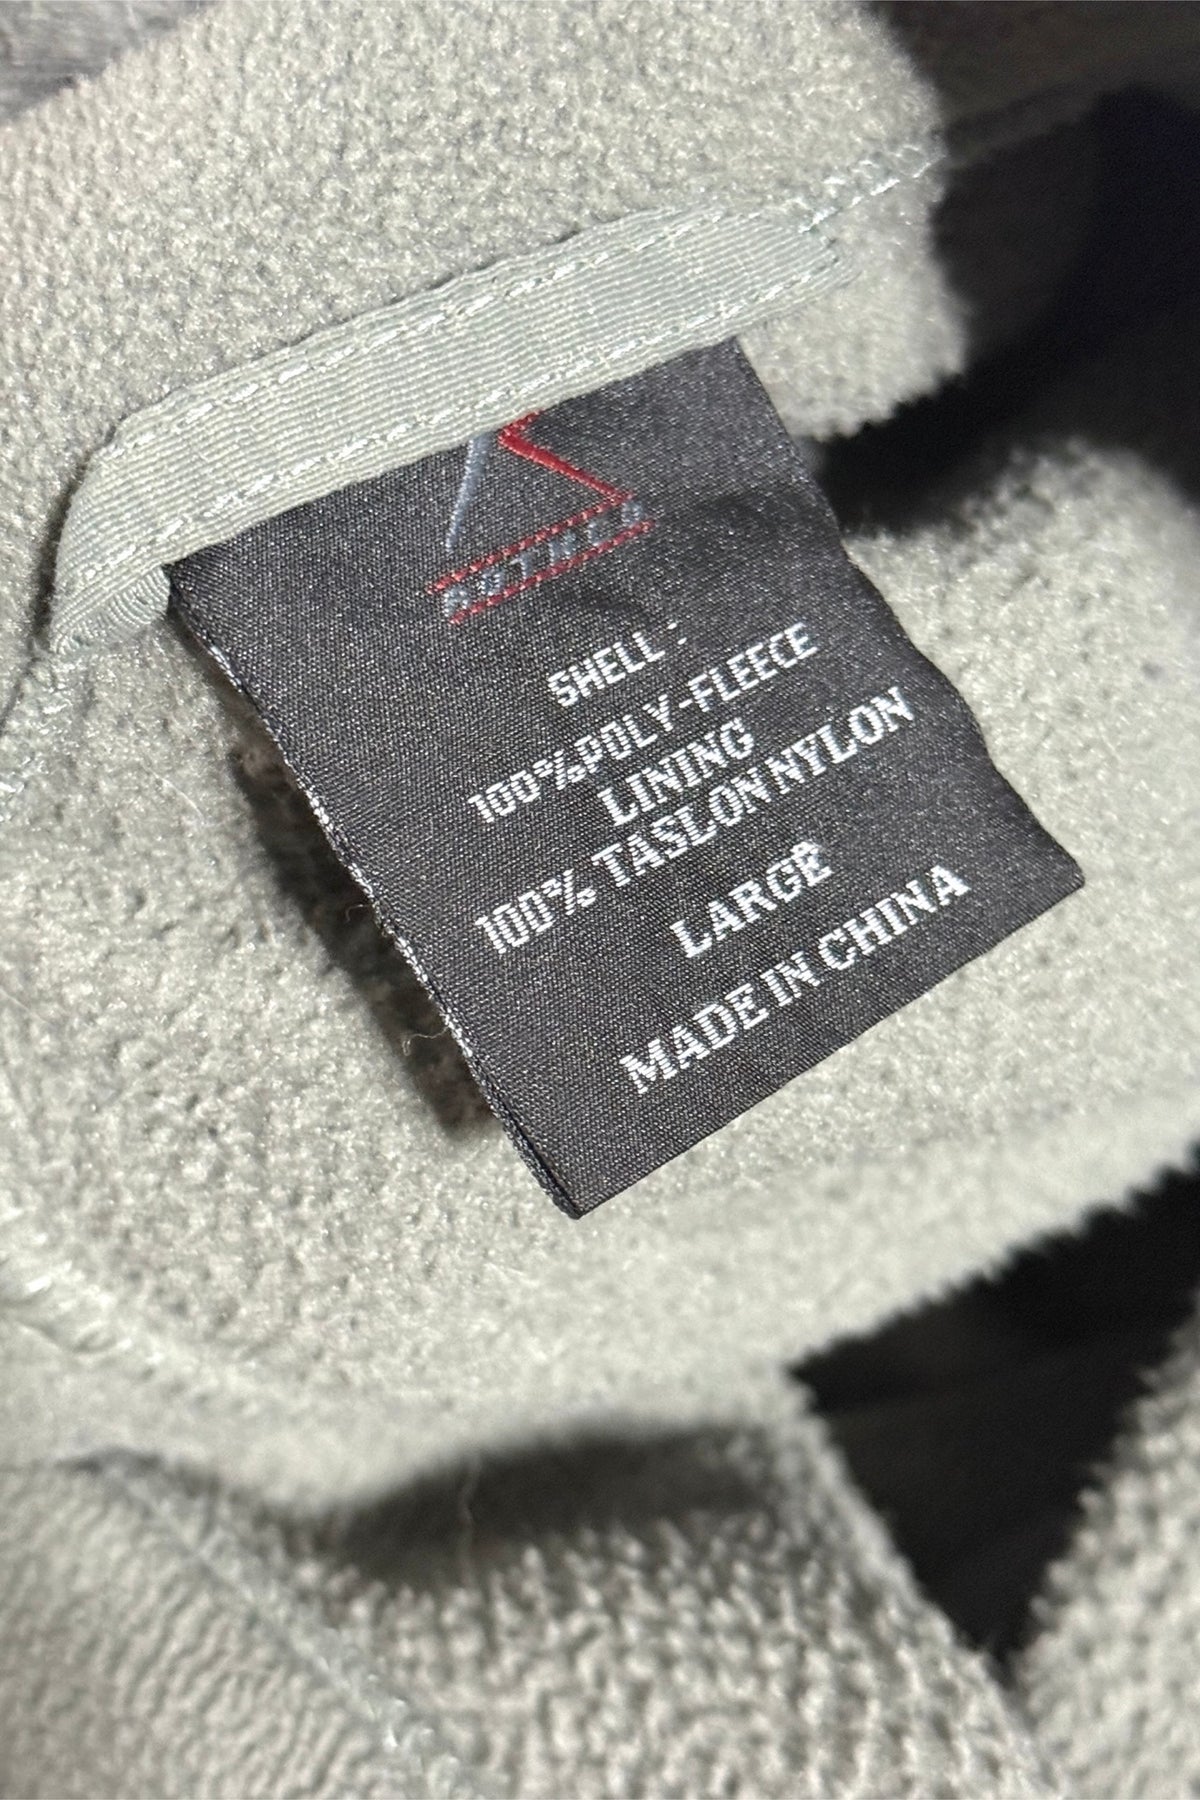 SHELL :
100%POLY-FLEECE
LINING
100% TASLON NYLON
LARGE
MADE IN CHINA